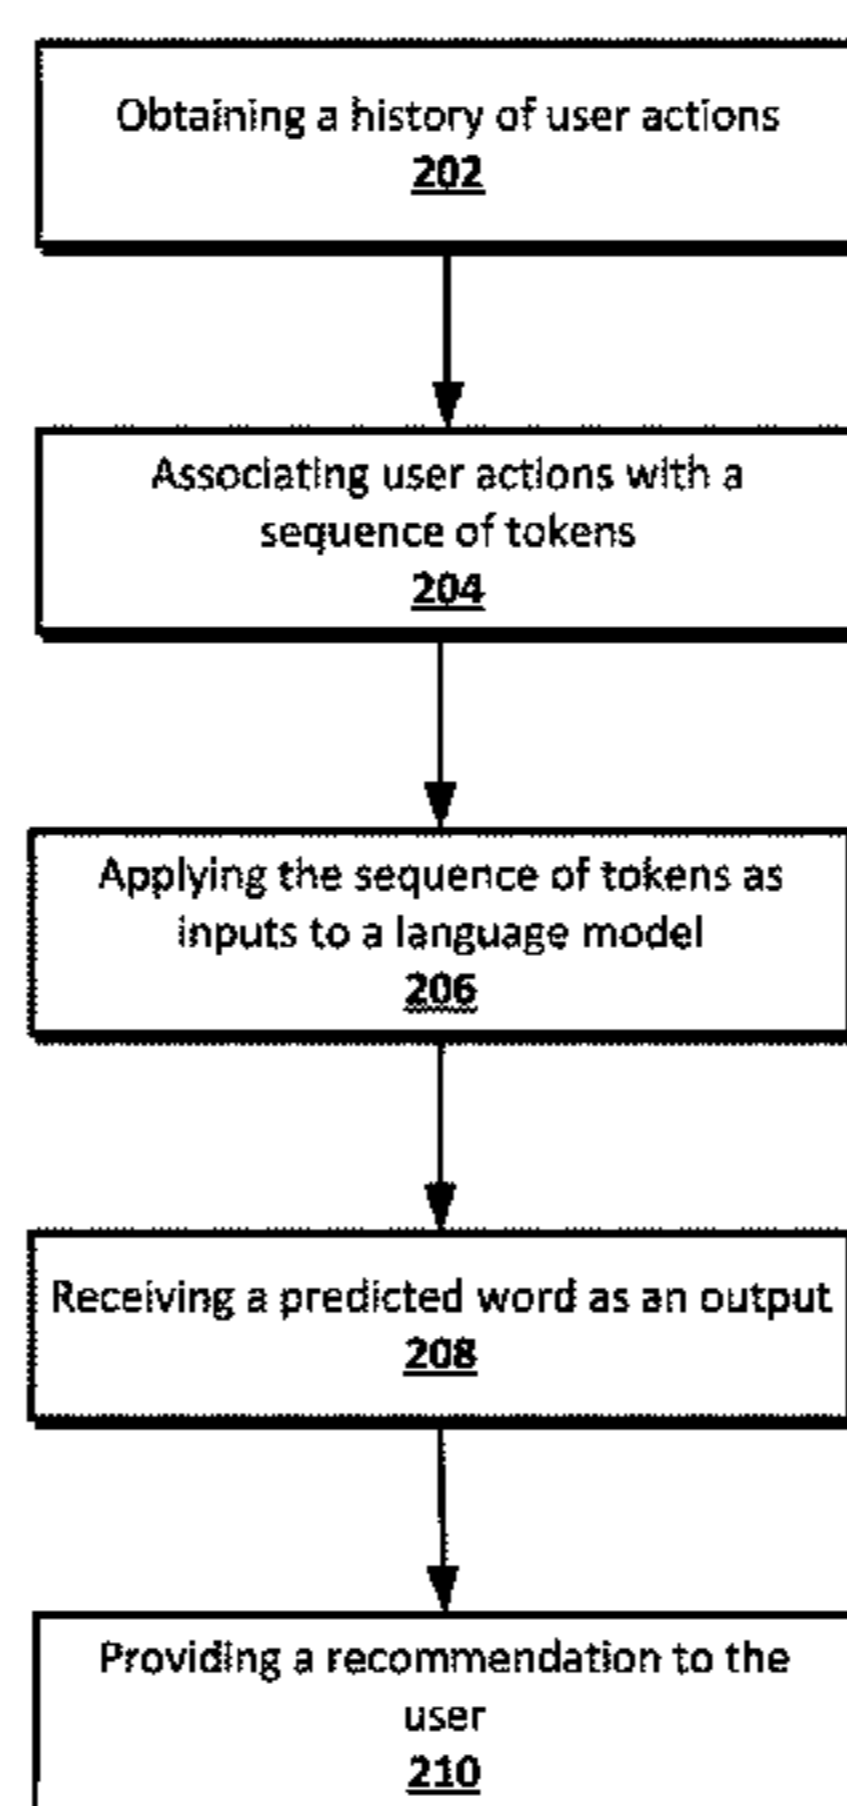 Obtaining a history of user actions
202
Associating user actions with a
sequence of tokens
204
Applying the sequence of tokens as
inputs to a language model
206
Receiving a predicted word as an output
208
Providing a recommendation to the
user
210